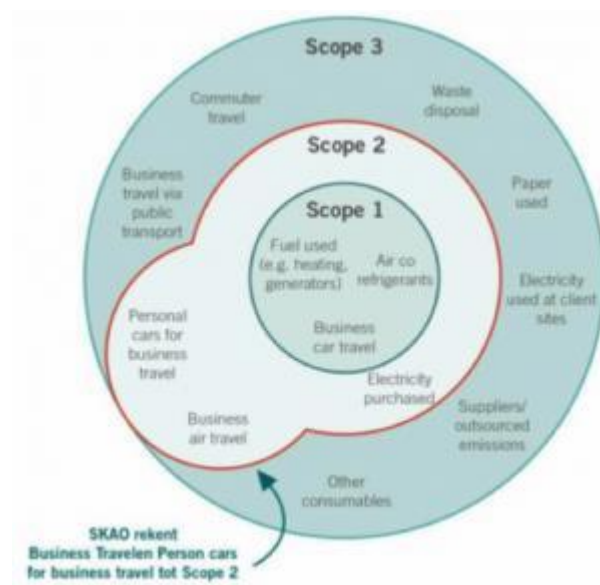 Scope 3
Commuter
travel
Waste
disposal
Scope 2
Business
travel via
public
transport
Paper
used
Scope 1
Fuel used
(e.g. heating,
generators)
Air co
refrigerants
Electricity
used at client
sites
Personal
cars for
business
travel
Business
car travel
Electricity
purchased
Business
air travel
Suppliers/
outsourced
emissions
Other
consumables
SKAO rekent
Business Travelen Person cars
for business travel tot Scope 2